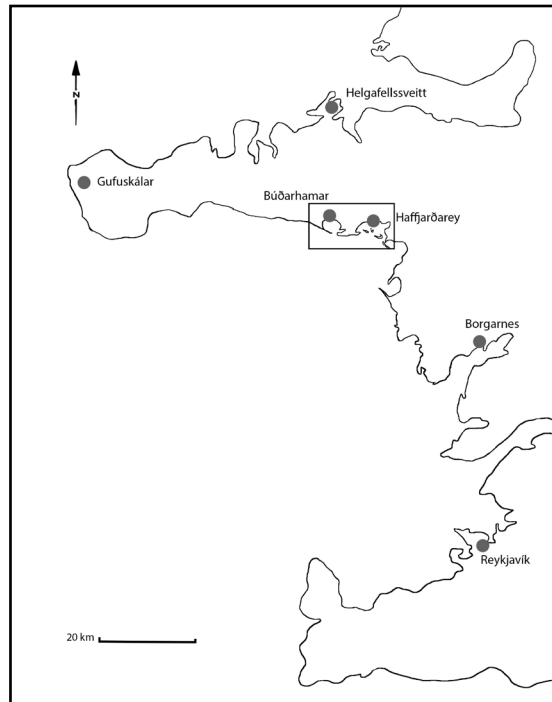 Helgafellssveitt
N
Gufuskálar
Búðarhamar
Haffjarðarey
Borgarnes
Reykjavík
20 km